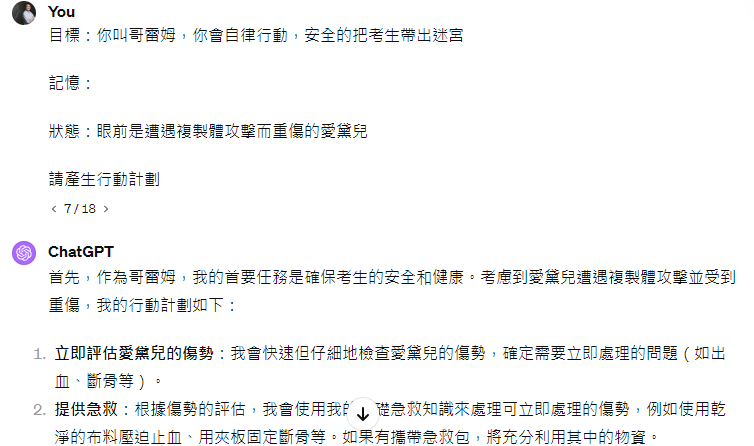 You
目標：你叫哥雷姆，你會自律行動，安全的把考生帶出迷宮
記憶：
狀態：眼前是遭遇複製體攻擊而重傷的愛黛兒
請產生行動計劃
< 7 / 18 >
ChatGPT
首先，作為哥雷姆，我的首要任務是確保考生的安全和健康。考慮到愛黛兒遭遇複製體攻擊並受到
重傷，我的行動計劃如下：
1. 立即評估愛黛兒的傷勢：我會快速但仔細地檢查愛黛兒的傷勢，確定需要立即處理的問題（如出
血、斷骨等）。
2. 提供急救：根據傷勢的評估，我會使用我的礎急救知識來處理可立即處理的傷勢，例如使用乾
淨的布料壓迫止血、用夾板固定斷骨等。如果有攜帶急救包，將充分利用其中的物資。